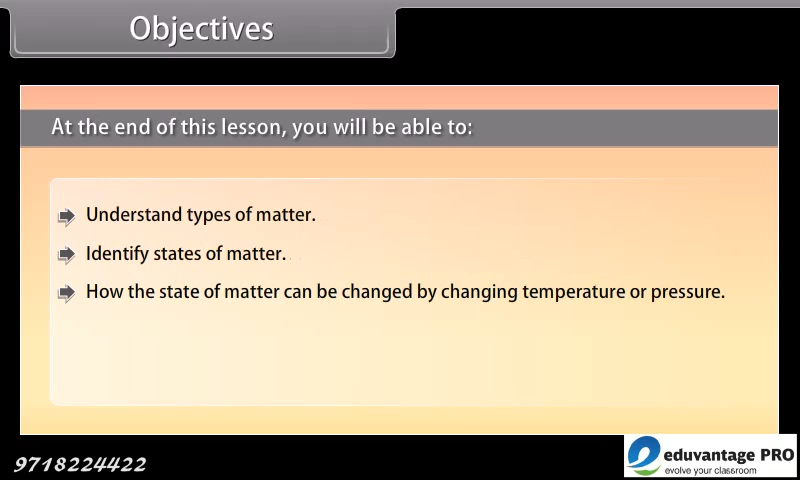 Objectives
At the end of this lesson, you will be able to:
Understand types of matter.
Identify states of matter.
How the state of matter can be changed by changing temperature or pressure.
9718224422
eduvantage PRO
evolve your classroom